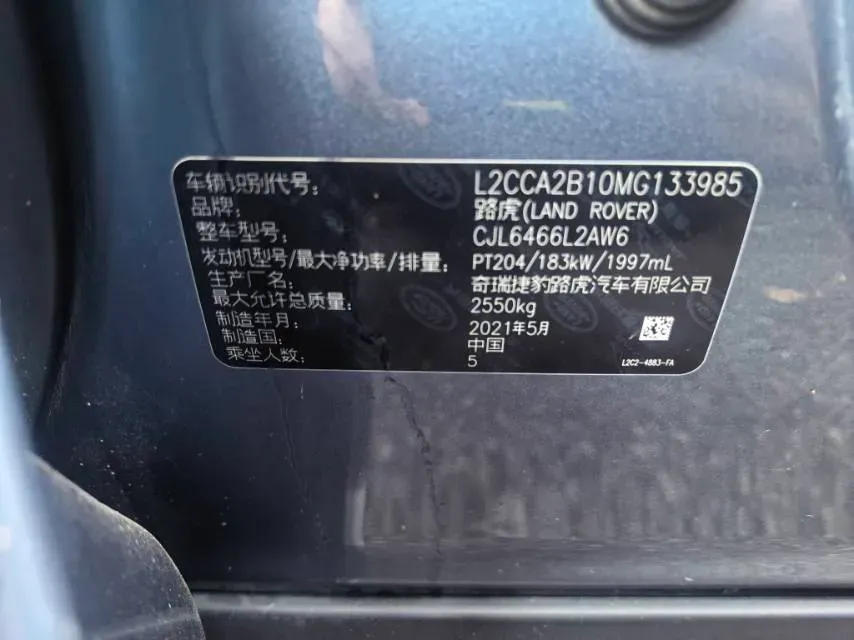 车辆识别代号: L2CCA2B10MG133985
品牌: 路虎(LAND ROVER)
整车型号: CJL6466L2AW6
发动机型号/最大净功率/排量: PT204/183kW/1997mL
生产厂名: 奇瑞捷豹路虎汽车有限公司
最大允许总质量: 2550kg
制造年月: 2021年5月
制造国: 中国
乘坐人数: 5
L2C2-4883-FA